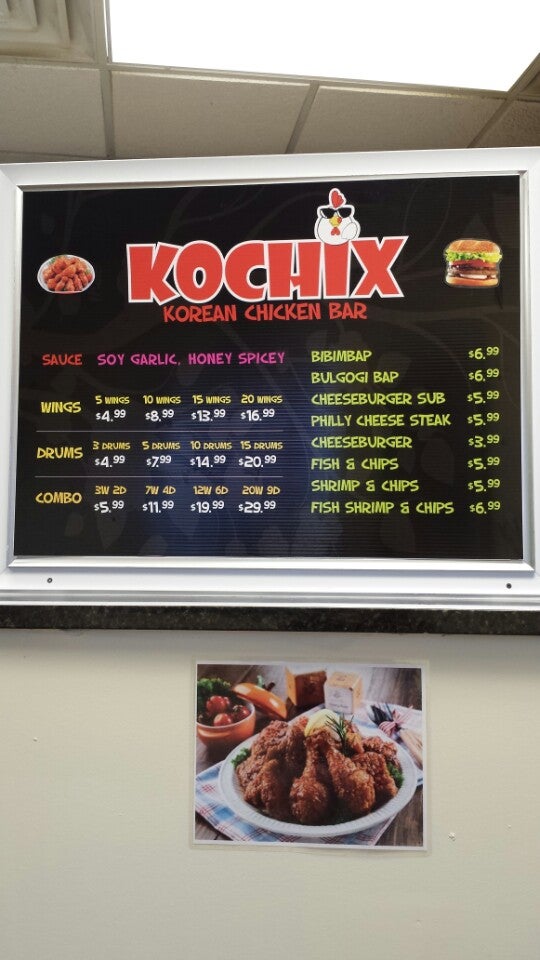 KOCHIX
KOREAN CHICKEN BAR
SAUCE SOY GARLIC, HONEY SPICEY
WINGS 5 WINGS 10 WINGS 15 WINGS 20 WINGS
$4.99 $8.99 $13.99 $16.99
DRUMS 3 DRUMS 5 DRUMS 10 DRUMS 15 DRUMS
$4.99 $7.99 $14.99 $20.99
COMBO 3W 2D 7W 4D 12W 6D 20W 9D
$5.99 $11.99 $19.99 $29.99
BIBIMBAP $6.99
BULGOGI BAP $6.99
CHEESEBURGER SUB $5.99
PHILLY CHEESE STEAK $5.99
CHEESEBURGER $3.99
FISH & CHIPS $5.99
SHRIMP & CHIPS $5.99
FISH SHRIMP & CHIPS $6.99